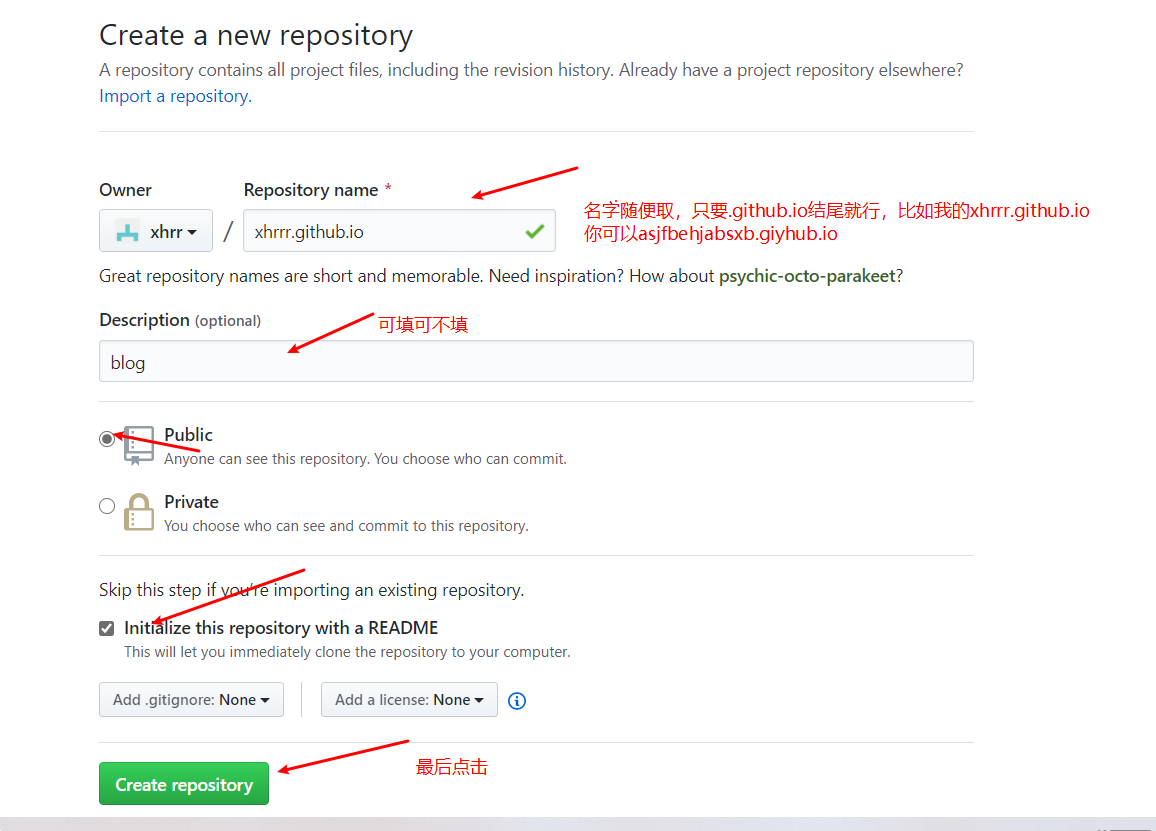 Create a new repository
A repository contains all project files, including the revision history. Already have a project repository elsewhere?
Import a repository.
Owner
Repository name *
xhrr
/
xhrrr.github.io
名字随便取，只要.github.io结尾就行，比如我的xhrrr.github.io
你可以asjfbehjabsxb.giyhub.io
Great repository names are short and memorable. Need inspiration? How about psychic-octo-parakeet?
Description (optional)
可填可不填
blog
Public
Anyone can see this repository. You choose who can commit.
Private
You choose who can see and commit to this repository.
Skip this step if you're importing an existing repository.
Initialize this repository with a README
This will let you immediately clone the repository to your computer.
Add .gitignore: None
Add a license: None
最后点击
Create repository